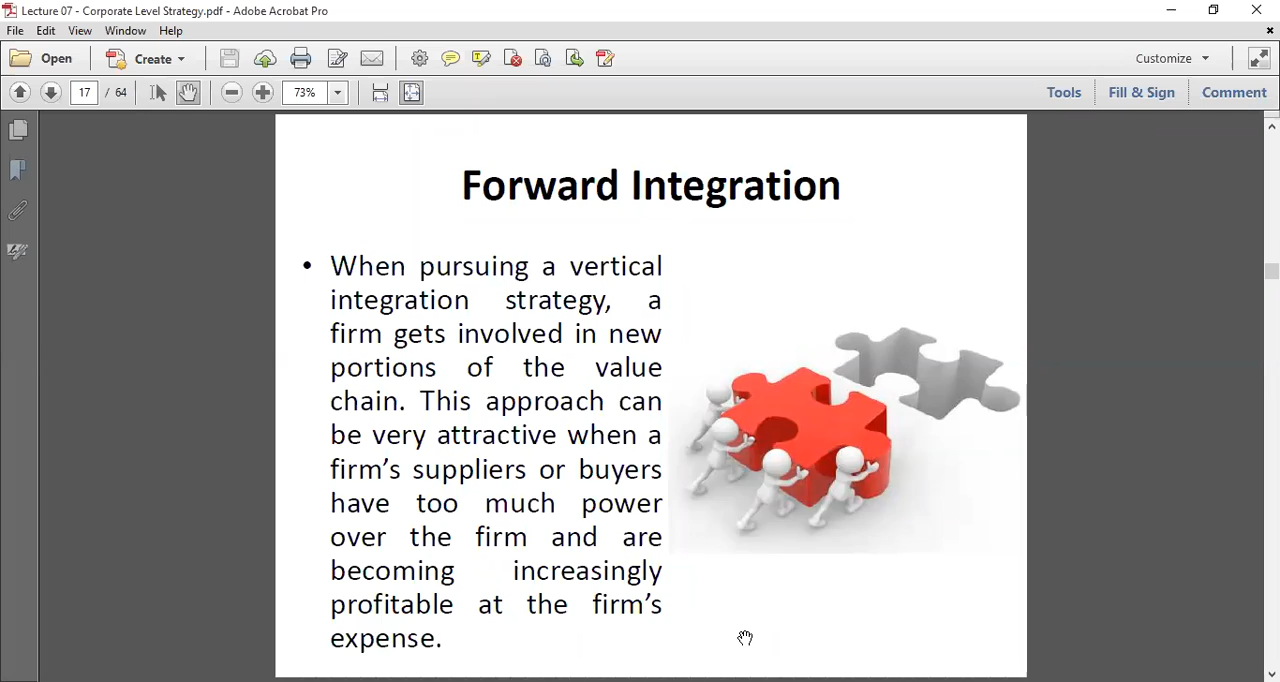 Lecture 07 - Corporate Level Strategy.pdf - Adobe Acrobat Pro
File Edit View Window Help
Open Create Customize
17 / 64 73% Tools Fill & Sign Comment
Forward Integration
• When pursuing a vertical
integration strategy, a
firm gets involved in new
portions of the value
chain. This approach can
be very attractive when a
firm’s suppliers or buyers
have too much power
over the firm and are
becoming increasingly
profitable at the firm’s
expense.